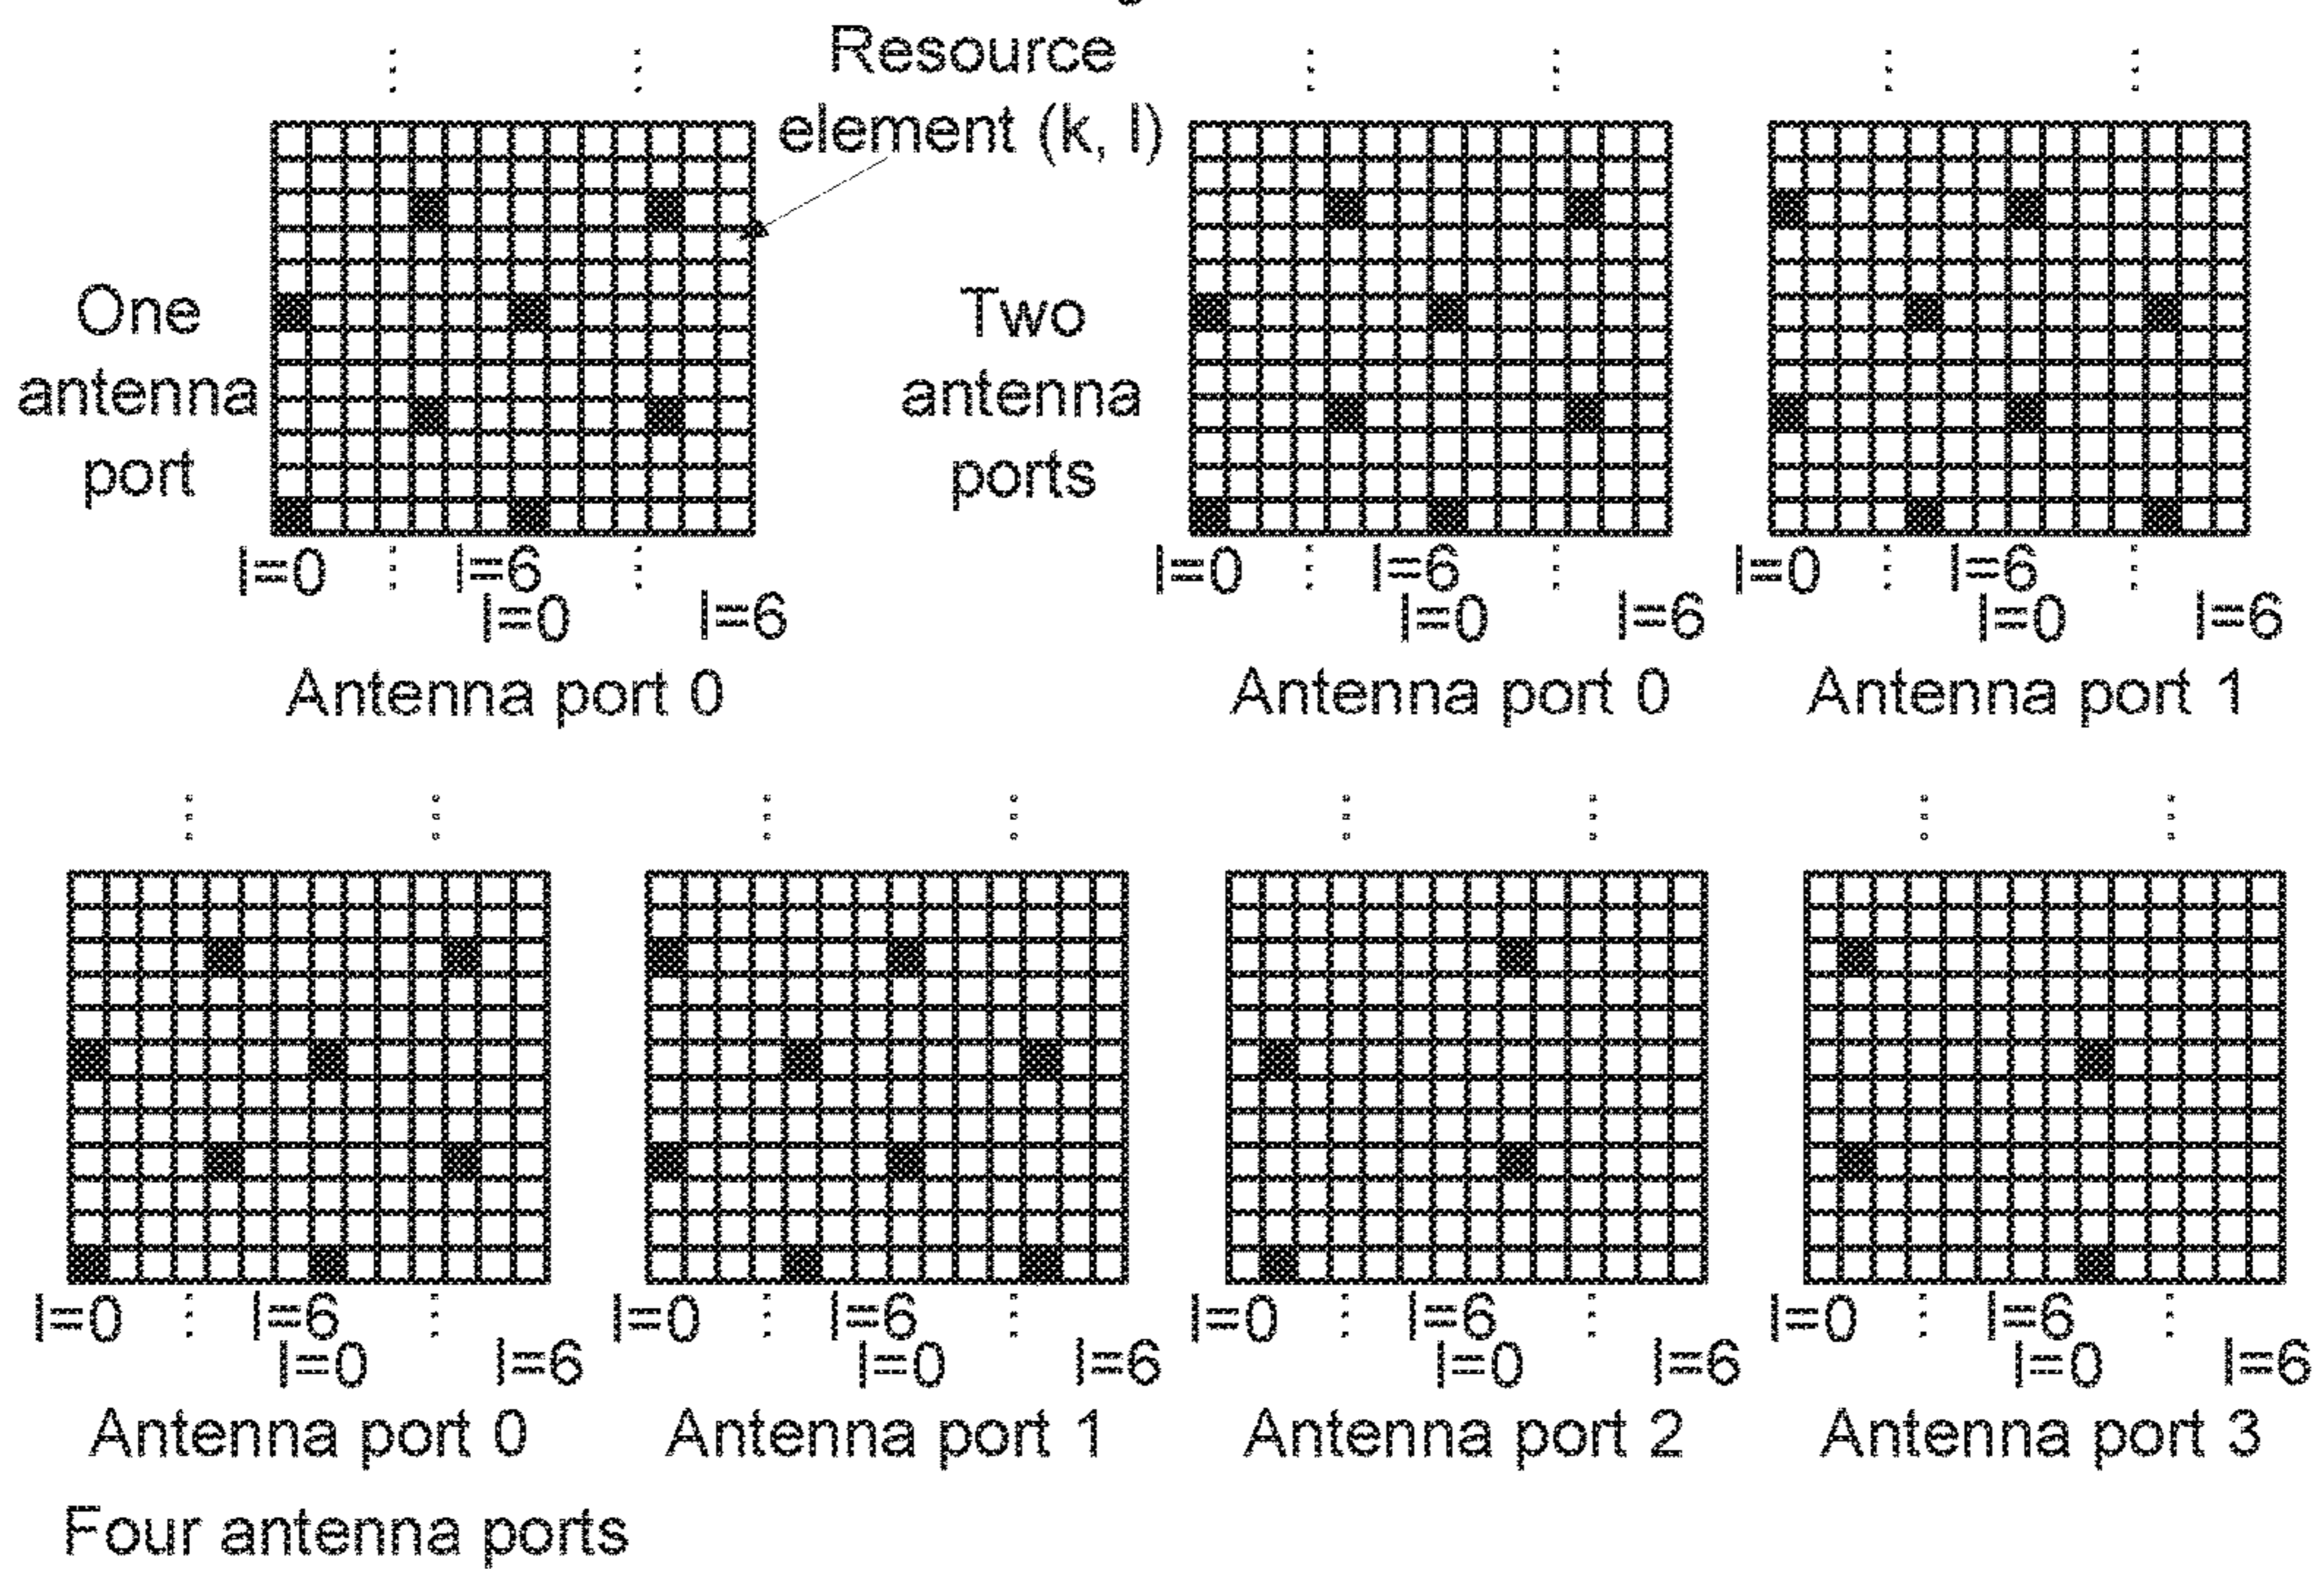 Resource
element (k, l)
One
antenna
port
l=0
l=6
l=0
l=6
Antenna port 0
Two
antenna
ports
l=0
l=6
l=0
l=6
Antenna port 0
l=0
l=6
l=0
l=6
Antenna port 1
l=0
l=6
l=0
l=6
Antenna port 0
l=0
l=6
l=0
l=6
Antenna port 1
l=0
l=6
l=0
l=6
Antenna port 2
l=0
l=6
l=0
l=6
Antenna port 3
Four antenna ports